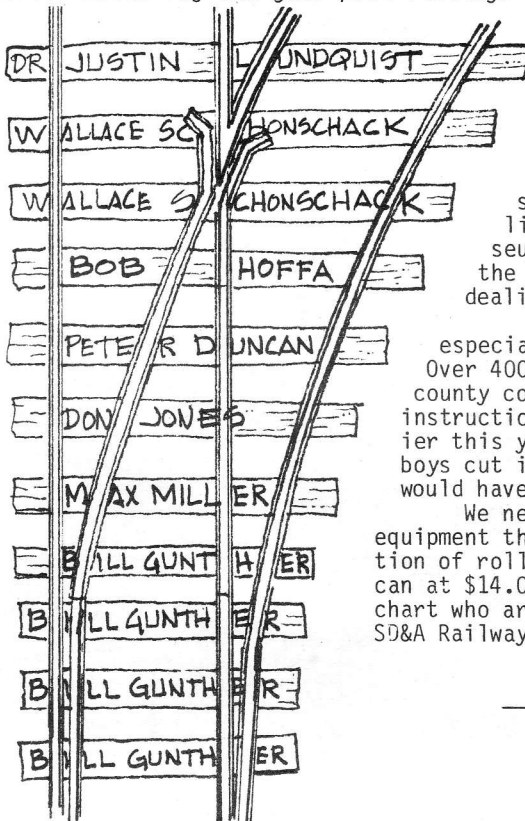 DR JUSTIN LUNDQUIST
WALLACE SCHONSCHACK
WALLACE SCHONSCHACK
BOB HOFFA
PETER DUNCAN
DON JONES
MAX MILLER
BILL GUNTHER
BILL GUNTHER
BILL GUNTHER
BILL GUNTHER
s
li
seu
the
deali
especia
Over 400
county co
instructio
ier this y
boys cut i
would have
We ne
equipment th
tion of roll
can at $14.0
chart who ar
SD&A Railway